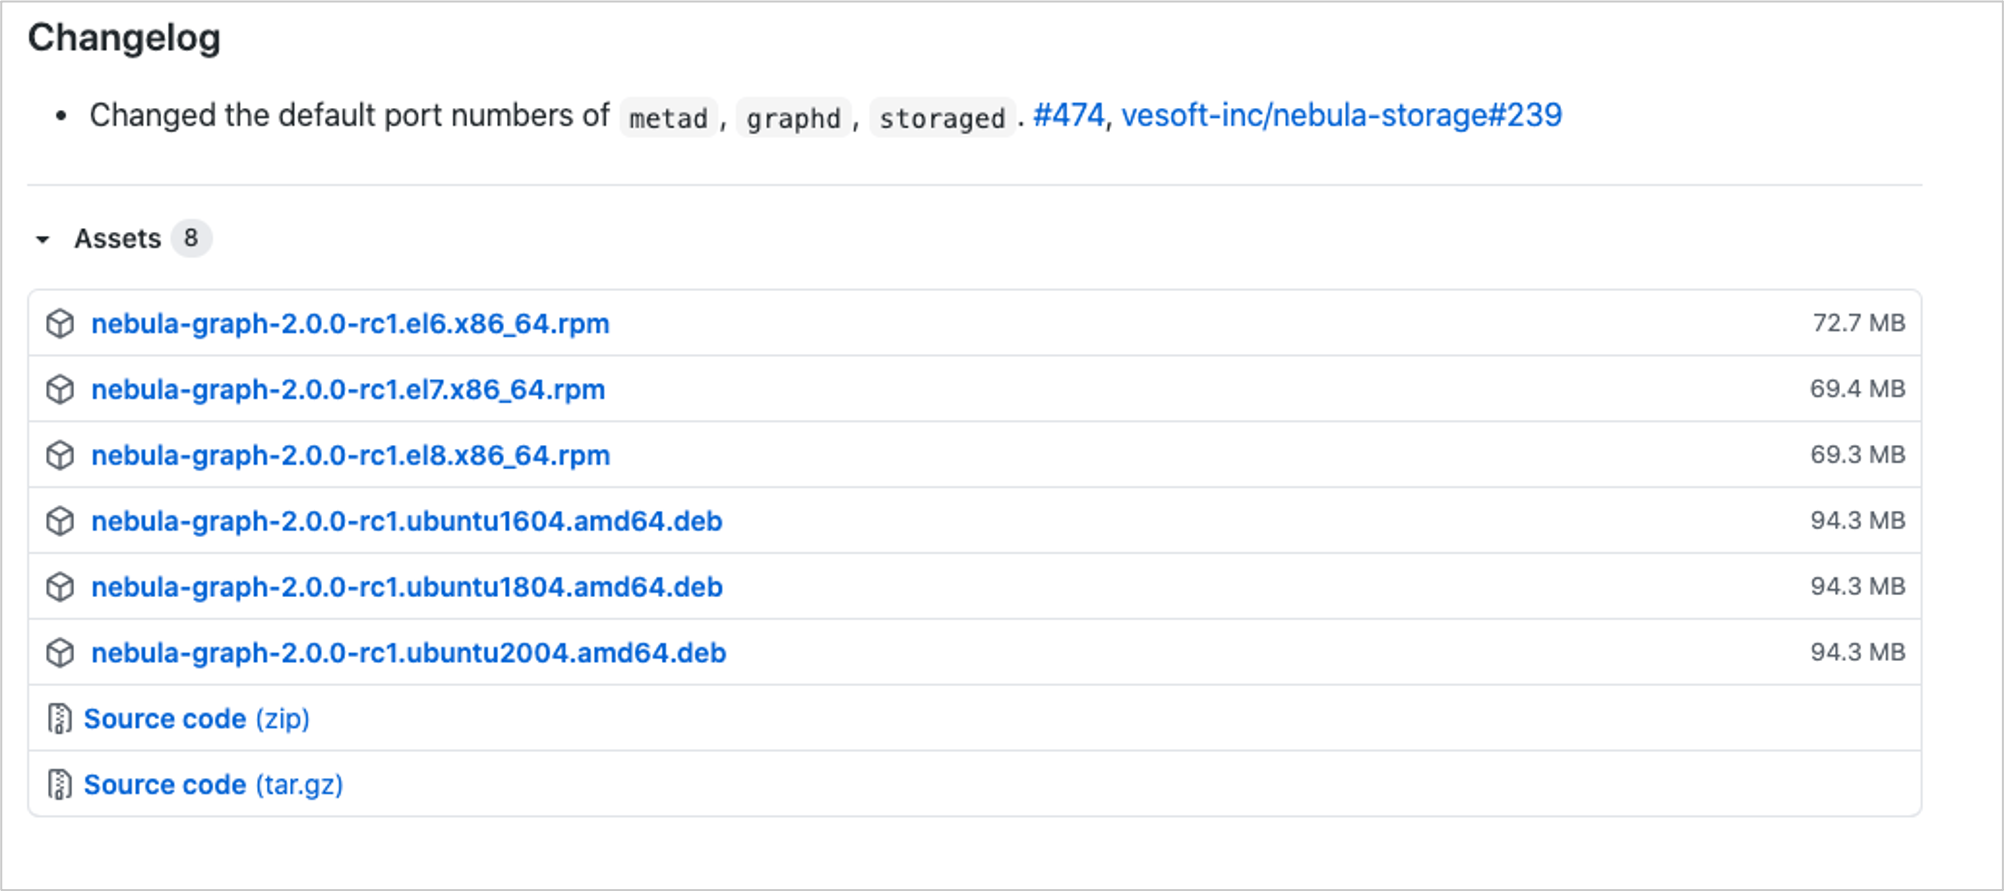 Changelog
• Changed the default port numbers of metad, graphd, storaged. #474, vesoft-inc/nebula-storage#239
Assets 8
nebula-graph-2.0.0-rc1.el6.x86_64.rpm 72.7 MB
nebula-graph-2.0.0-rc1.el7.x86_64.rpm 69.4 MB
nebula-graph-2.0.0-rc1.el8.x86_64.rpm 69.3 MB
nebula-graph-2.0.0-rc1.ubuntu1604.amd64.deb 94.3 MB
nebula-graph-2.0.0-rc1.ubuntu1804.amd64.deb 94.3 MB
nebula-graph-2.0.0-rc1.ubuntu2004.amd64.deb 94.3 MB
Source code (zip)
Source code (tar.gz)